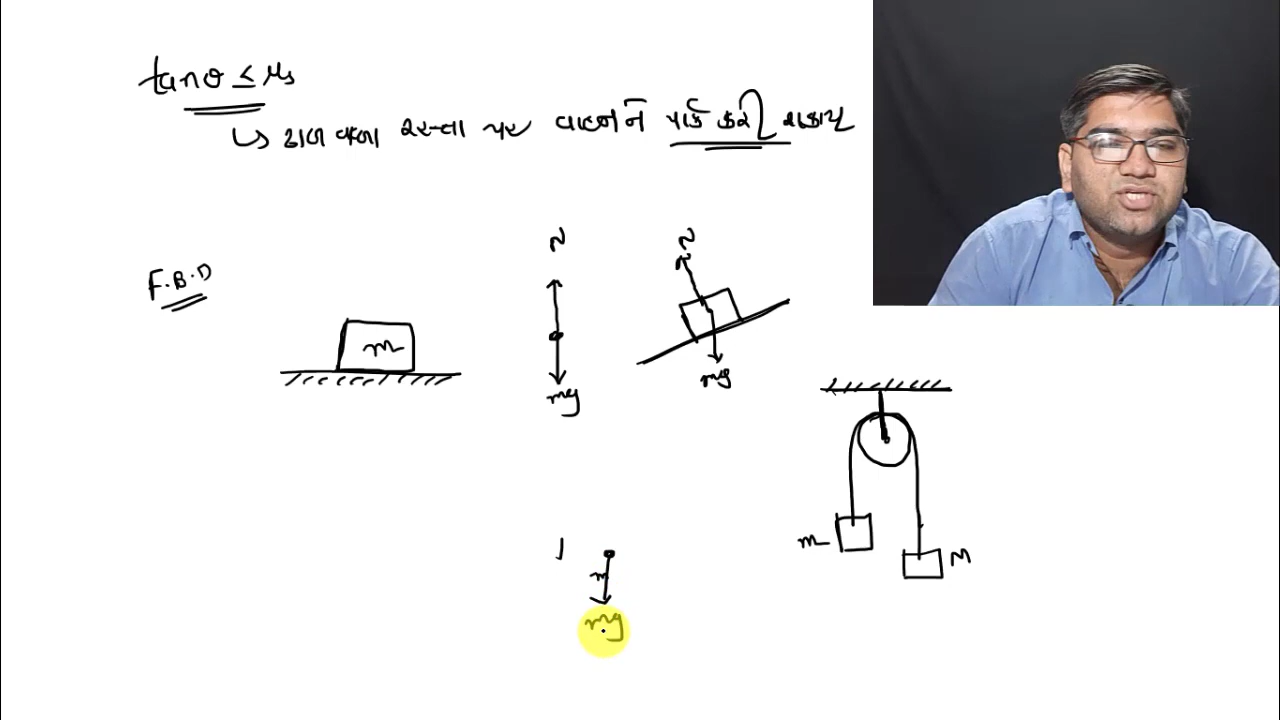 tanθ ≤ μs
↳ ઢાળ વાળા રસ્તા પર વાહનને પાર્ક કરી શકાય
F.B.D
N
N
m
mg
mg
m
M
m
mg